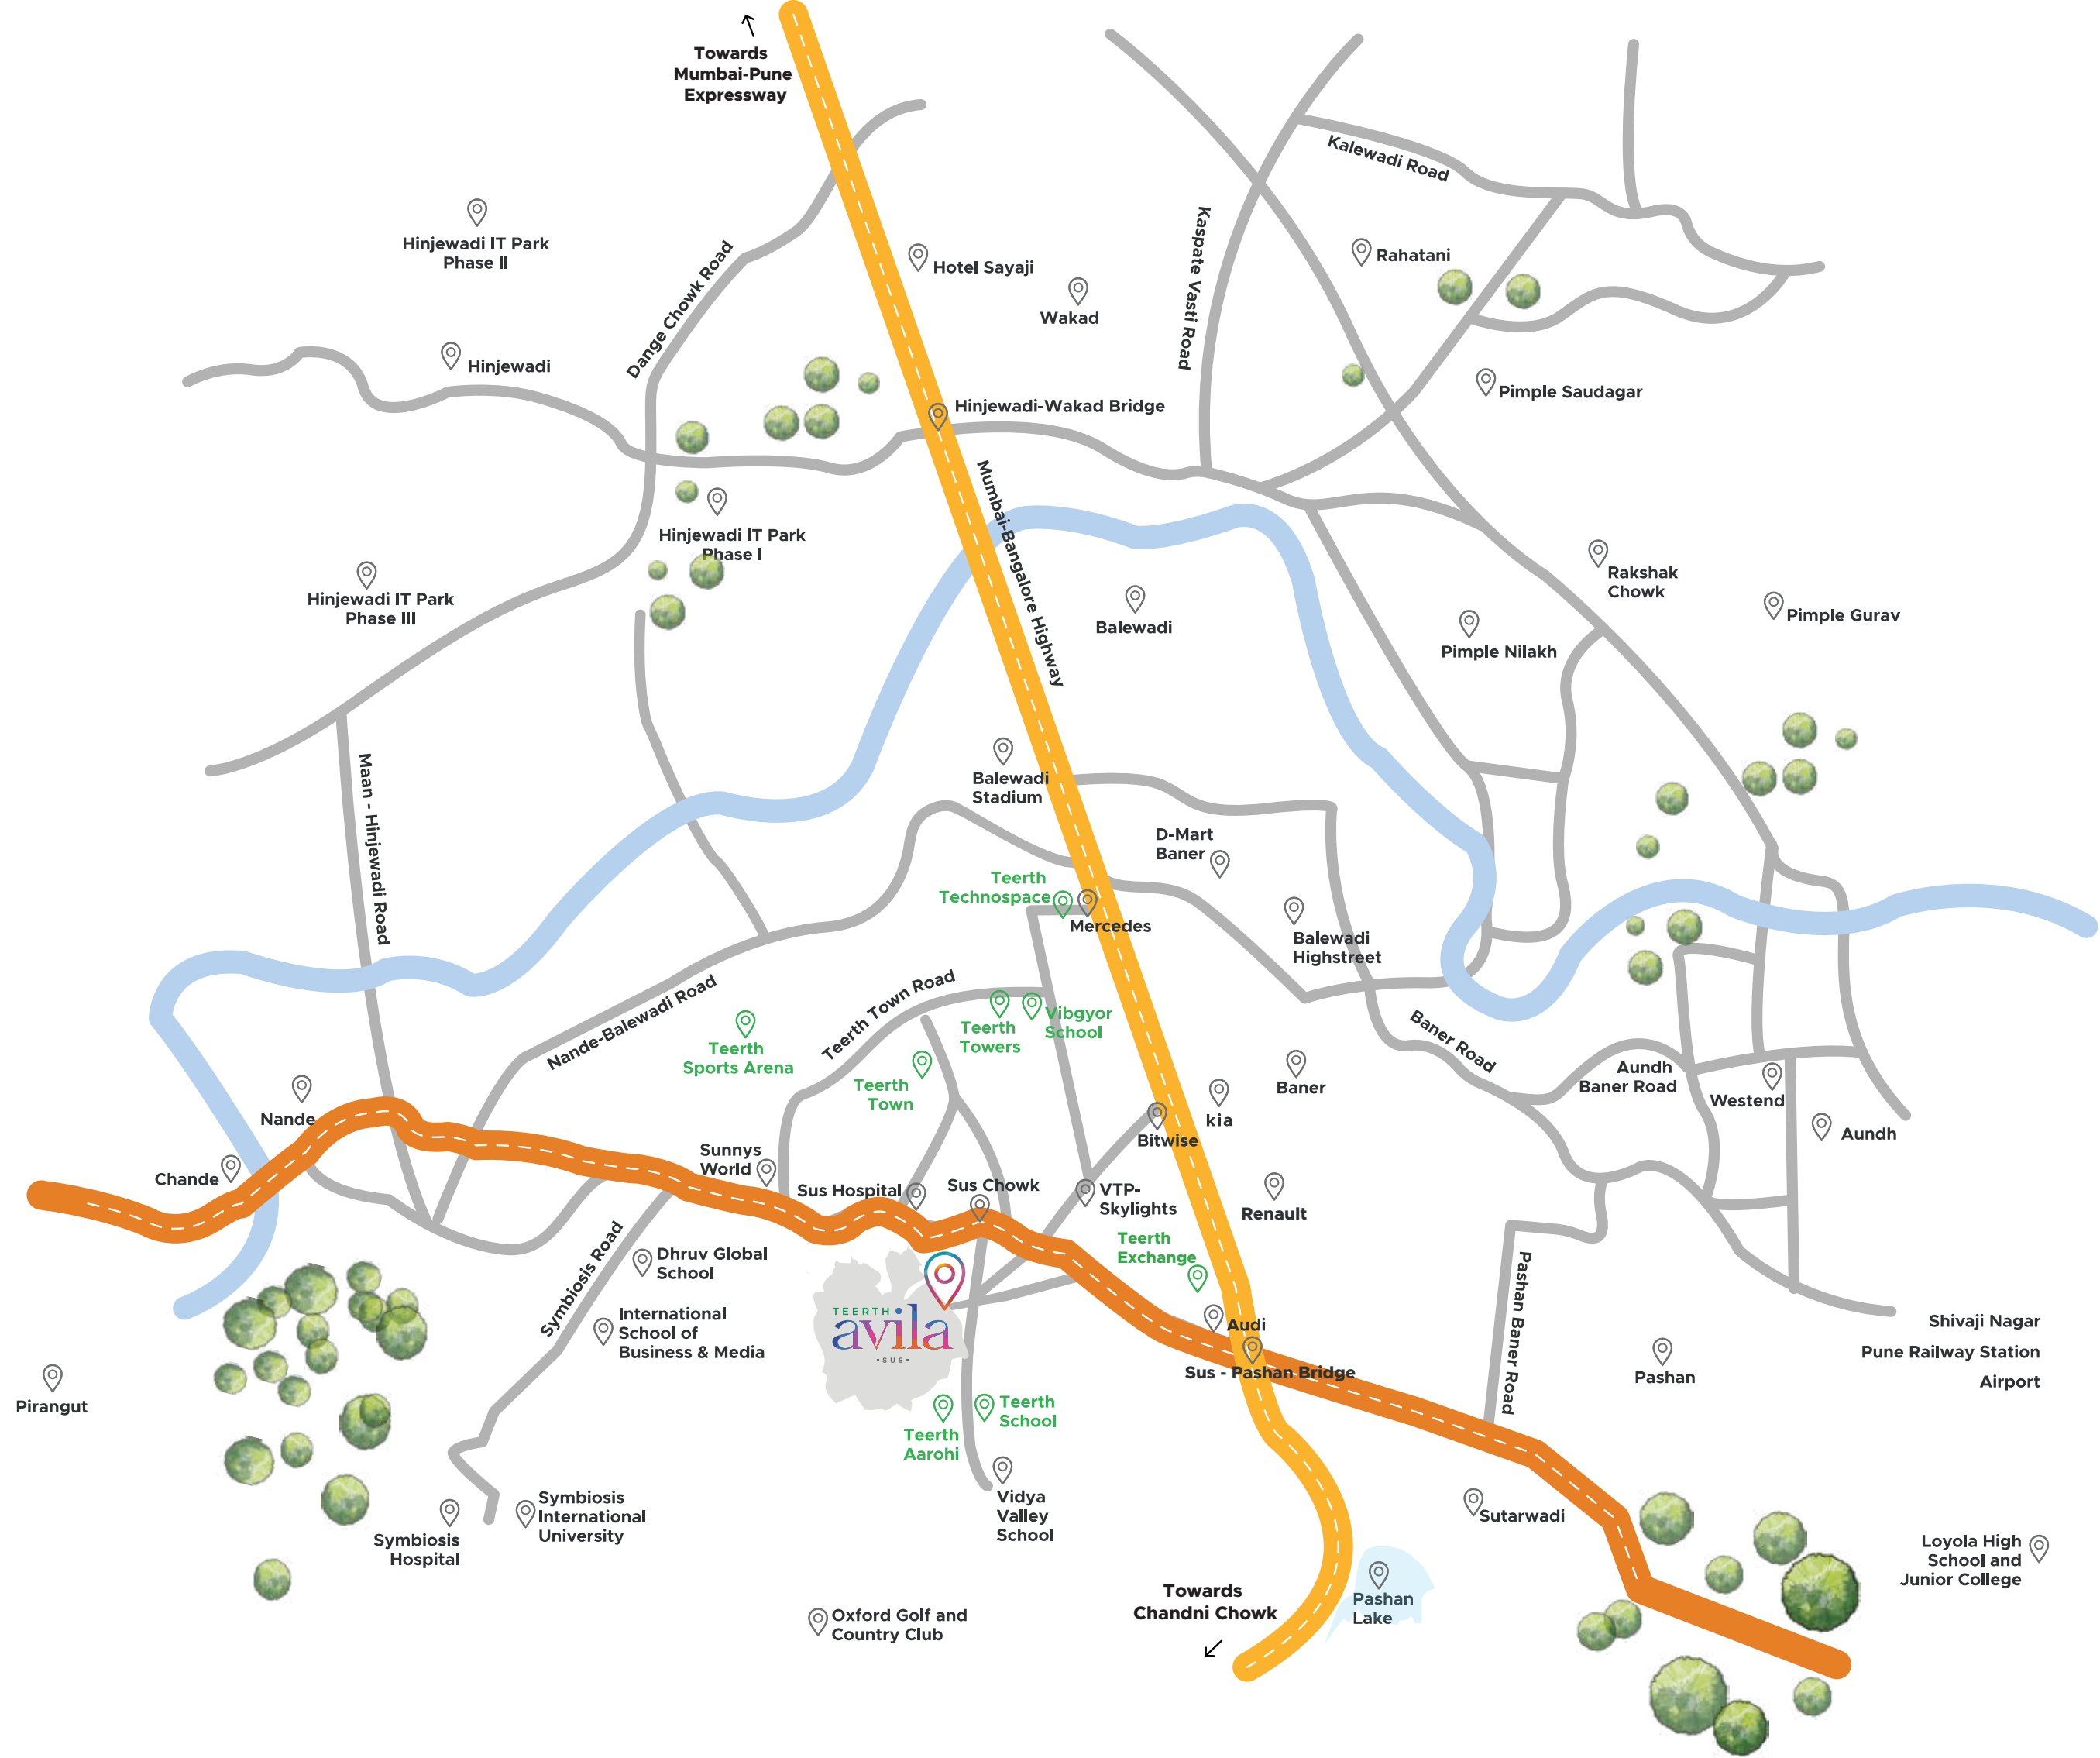 Towards
Mumbai-Pune
Expressway
Kalewadi Road
Hinjewadi IT Park
Phase II
Dange Chowk Road
Hotel Sayaji
Wakad
Kaspate Vasti Road
Rahatani
Hinjewadi
Hinjewadi-Wakad Bridge
Pimple Saudagar
Mumbai-Bangalore Highway
Hinjewadi IT Park
Phase I
Hinjewadi IT Park
Phase III
Balewadi
Pimple Nilakh
Rakshak
Chowk
Pimple Gurav
Maan - Hinjewadi Road
Balewadi
Stadium
D-Mart
Baner
Teerth
Technospace
Mercedes
Balewadi
Highstreet
Nande-Balewadi Road
Teerth Town Road
Teerth
Sports Arena
Teerth
Towers
Vibgyor
School
Teerth
Town
Baner Road
Baner
kia
Aundh
Baner Road
Westend
Aundh
Nande
Chande
Bitwise
Sunnys
World
Sus Hospital
Sus Chowk
VTP-
Skylights
Renault
Teerth
Exchange
Symbiosis Road
Dhruv Global
School
International
School of
Business & Media
TEERTH
avila
• SUS •
Audi
Sus - Pashan Bridge
Pashan Baner Road
Pashan
Shivaji Nagar
Pune Railway Station
Airport
Pirangut
Teerth
School
Teerth
Aarohi
Vidya
Valley
School
Symbiosis
Hospital
Symbiosis
International
University
Sutarwadi
Loyola High
School and
Junior College
Oxford Golf and
Country Club
Towards
Chandni Chowk
Pashan
Lake